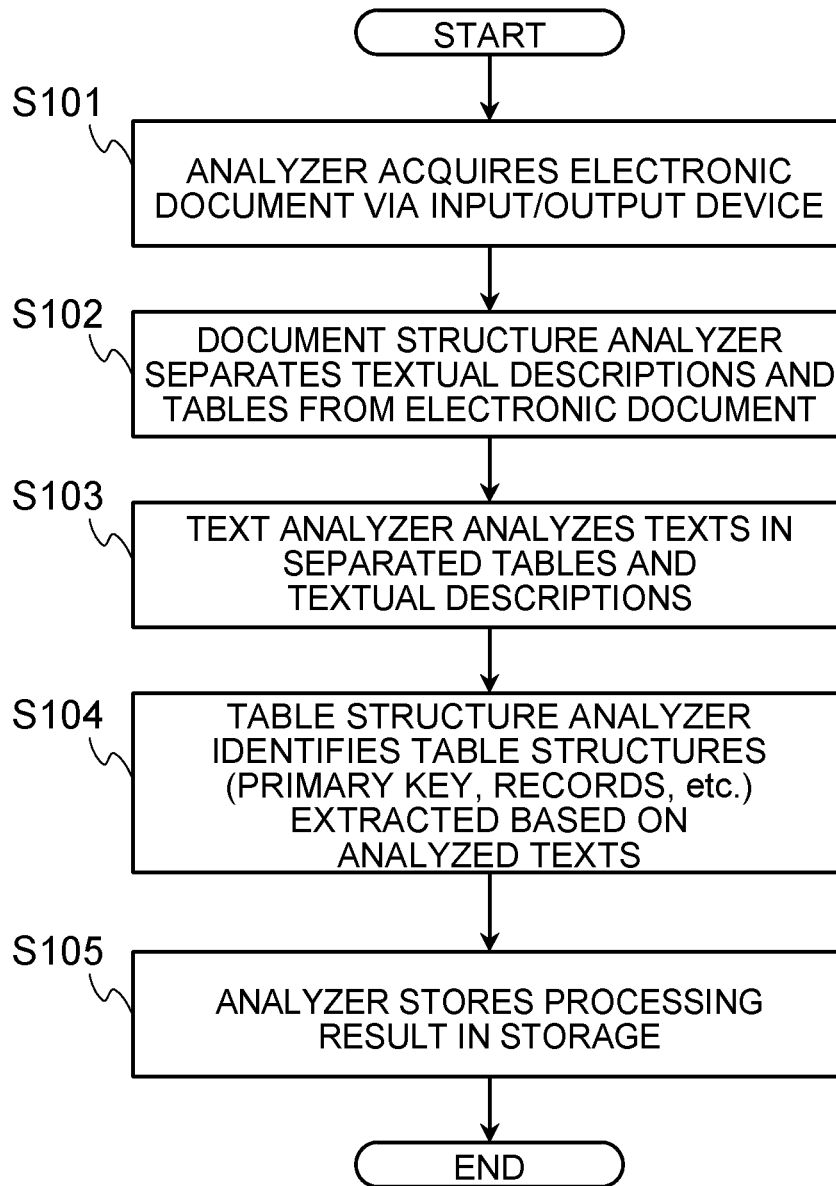 START
S101
ANALYZER ACQUIRES ELECTRONIC
DOCUMENT VIA INPUT/OUTPUT DEVICE
S102
DOCUMENT STRUCTURE ANALYZER
SEPARATES TEXTUAL DESCRIPTIONS AND
TABLES FROM ELECTRONIC DOCUMENT
S103
TEXT ANALYZER ANALYZES TEXTS IN
SEPARATED TABLES AND
TEXTUAL DESCRIPTIONS
S104
TABLE STRUCTURE ANALYZER
IDENTIFIES TABLE STRUCTURES
(PRIMARY KEY, RECORDS, etc.)
EXTRACTED BASED ON
ANALYZED TEXTS
S105
ANALYZER STORES PROCESSING
RESULT IN STORAGE
END